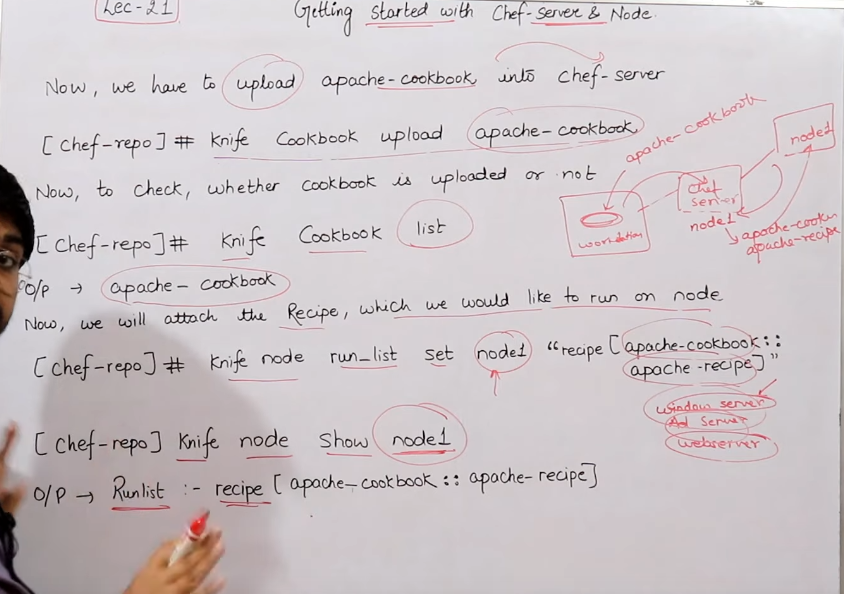 Lec-21
Getting Started with Chef-Server & Node.
Now, we have to upload apache-cookbook into chef-server
[chef-repo]# Knife Cookbook upload apache-cookbook
Now, to check, whether cookbook is uploaded or not
[chef-repo]# Knife Cookbook list
O/P → apache-cookbook
Now, we will attach the Recipe, which we would like to run on node
[chef-repo]# Knife node run_list set node1 "recipe [apache-cookbook::
apache-recipe]"
[chef-repo] Knife node show node1
O/P → Runlist :- recipe [apache-cookbook :: apache-recipe]
apache-cookbook
node1
Chef
server
workstation
node1
apache-recipe
window server
Ad Server
webserver